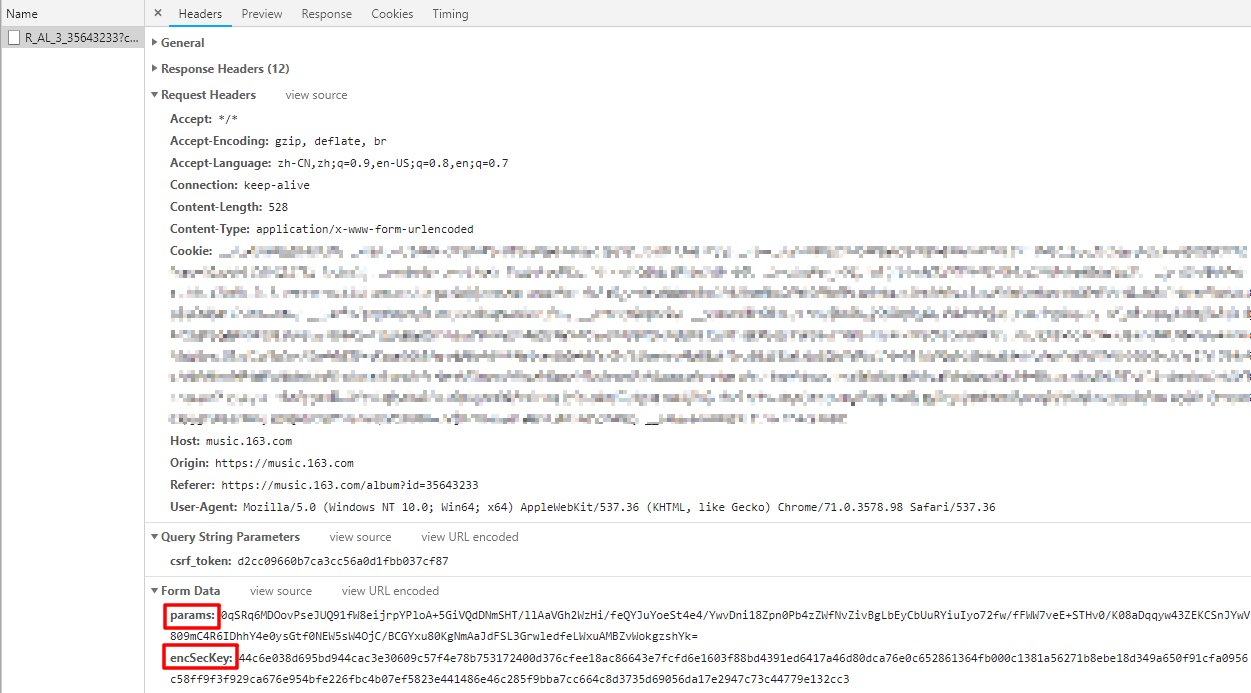 Name
× Headers Preview Response Cookies Timing
R_AL_3_35643233?c...
General
Response Headers (12)
Request Headers view source
Accept: */*
Accept-Encoding: gzip, deflate, br
Accept-Language: zh-CN,zh;q=0.9,en-US;q=0.8,en;q=0.7
Connection: keep-alive
Content-Length: 528
Content-Type: application/x-www-form-urlencoded
Cookie:
Host: music.163.com
Origin: https://music.163.com
Referer: https://music.163.com/album?id=35643233
User-Agent: Mozilla/5.0 (Windows NT 10.0; Win64; x64) AppleWebKit/537.36 (KHTML, like Gecko) Chrome/71.0.3578.98 Safari/537.36
Query String Parameters view source view URL encoded
csrf_token: d2cc09660b7ca3cc56a0d1fbb037cf87
Form Data view source view URL encoded
params: 0qSRq6MDOovPseJUQ91fW8eijrpYPloA+5GiVQdDNmSHT/llAaVGh2WzHi/feQYJuYoeSt4e4/YwvDni18Zpn0Pb4zZWfNvZivBgLbEyCbUuRYiuIyo72fw/fFWW7veE+STHv0/K08aDqqyw43ZEKCSnJYwV
809mC4R6IDhhY4e0ysGtf0NEW5sW4OjC/BCGYxu80KgNmAaJdFSL3GrwledfeLWxuAMBZvWokgzshYk=
encSecKey: 44c6e038d695bd944cac3e30609c57f4e78b753172400d376cfee18ac86643e7fcfd6e1603f88bd4391ed6417a46d80dca76e0c652861364fb000c1381a56271b8ebe18d349a650f91cfa0956
c58ff9f3f929ca676e954bfe226fbc4b07ef5823e441486e46c285f9bba7cc664c8d3735d69056da17e2947c73c44779e132cc3